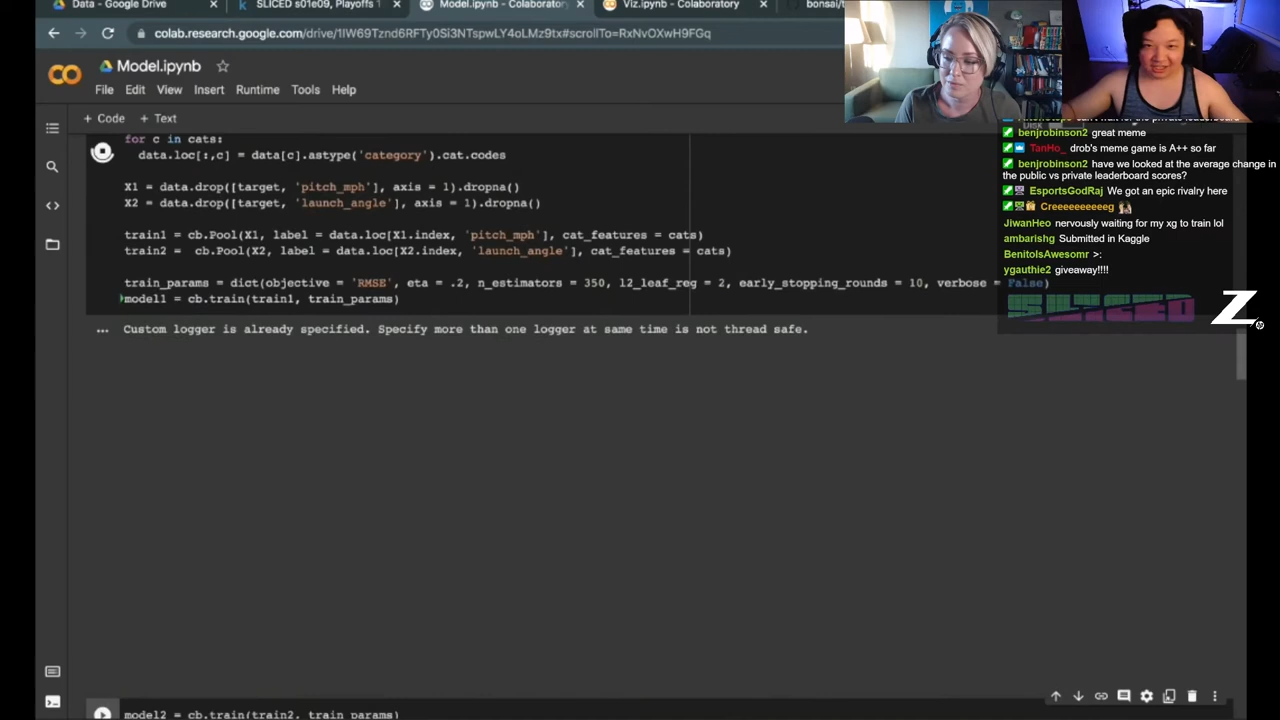 Data - Google Drive
SLICED s01e09, Playoffs 1
Model.ipynb - Colaboratory
Viz.ipynb - Colaboratory
bonsai/
colab.research.google.com/drive/1IW69Tznd6RFTy0Si3NTspwLY4oLMz9tx#scrollTo=RxNvOXwH9FGq
Model.ipynb
File Edit View Insert Runtime Tools Help
+ Code + Text
for c in cats:
data.loc[:,c] = data[c].astype('category').cat.codes
X1 = data.drop([target, 'pitch_mph'], axis = 1).dropna()
X2 = data.drop([target, 'launch_angle'], axis = 1).dropna()
train1 = cb.Pool(X1, label = data.loc[X1.index, 'pitch_mph'], cat_features = cats)
train2 = cb.Pool(X2, label = data.loc[X2.index, 'launch_angle'], cat_features = cats)
train_params = dict(objective = 'RMSE', eta = .2, n_estimators = 350, l2_leaf_reg = 2, early_stopping_rounds = 10, verbose = False)
model1 = cb.train(train1, train_params)
... Custom logger is already specified. Specify more than one logger at same time is not thread safe.
model2 = cb.train(train2, train_params)
benjrobinson2 great meme
TanHo_ drob's meme game is A++ so far
benjrobinson2 have we looked at the average change in
the public vs private leaderboard scores?
EsportsGodRaj We got an epic rivalry here
Creeeeeeeeeeg
JiwanHeo nervously waiting for my xg to train lol
ambarishg Submitted in Kaggle
BenitoIsAwesomr >:
ygauthie2 giveaway!!!!
SLICED